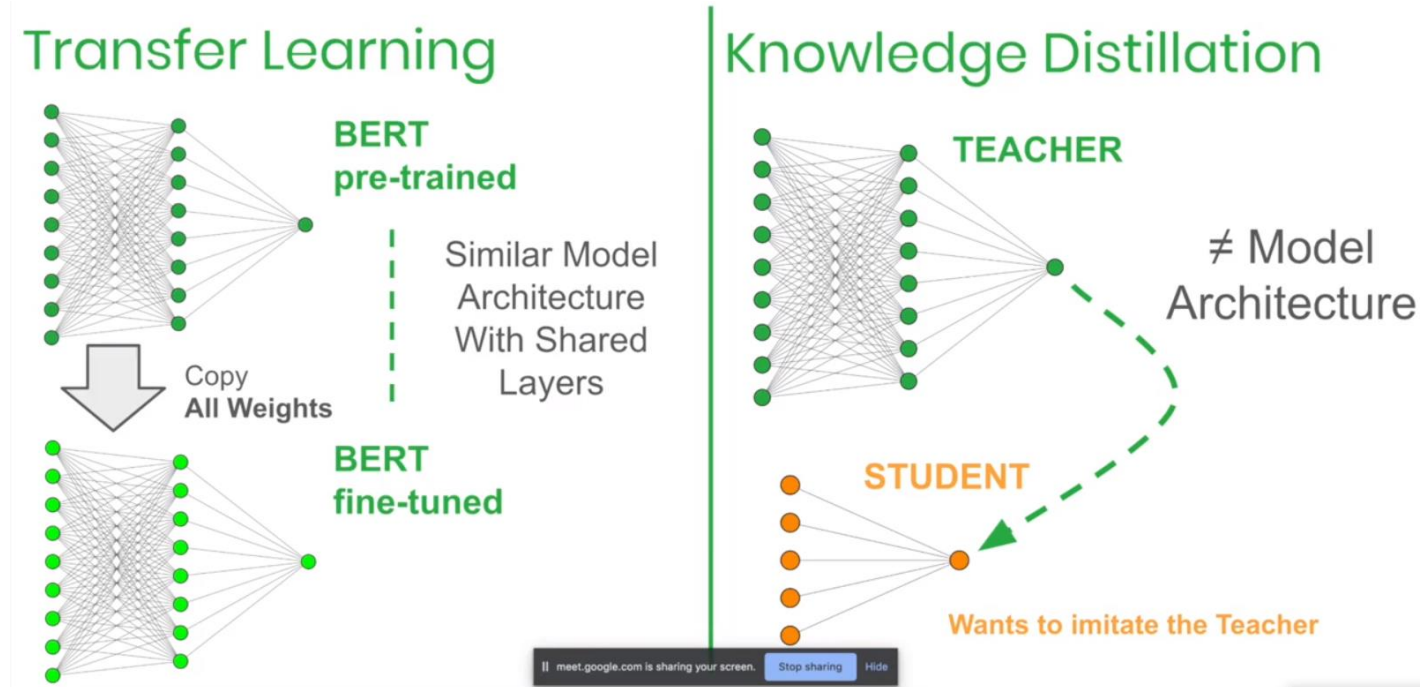 Transfer Learning
BERT
pre-trained
Similar Model
Architecture
With Shared
Layers
Copy
All Weights
BERT
fine-tuned
Knowledge Distillation
TEACHER
≠ Model
Architecture
STUDENT
Wants to imitate the Teacher
meet.google.com is sharing your screen.
Stop sharing
Hide